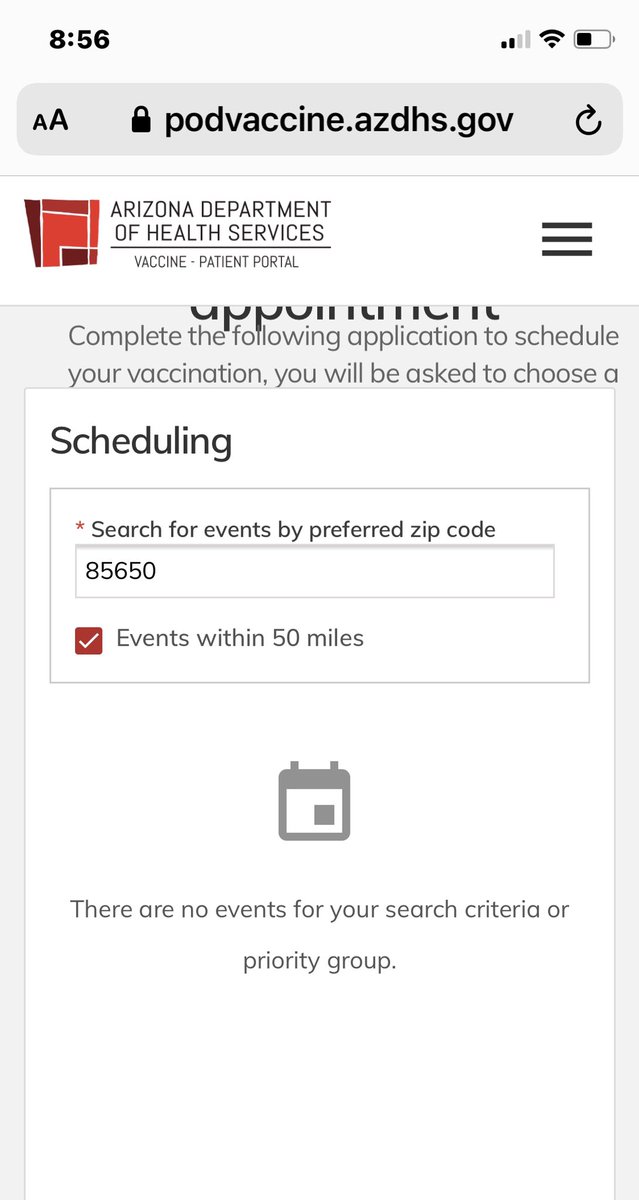 8:56
AA podvaccine.azdhs.gov
ARIZONA DEPARTMENT
OF HEALTH SERVICES
VACCINE - PATIENT PORTAL
appointment
Complete the following application to schedule
your vaccination, you will be asked to choose a
Scheduling
* Search for events by preferred zip code
85650
Events within 50 miles
There are no events for your search criteria or
priority group.